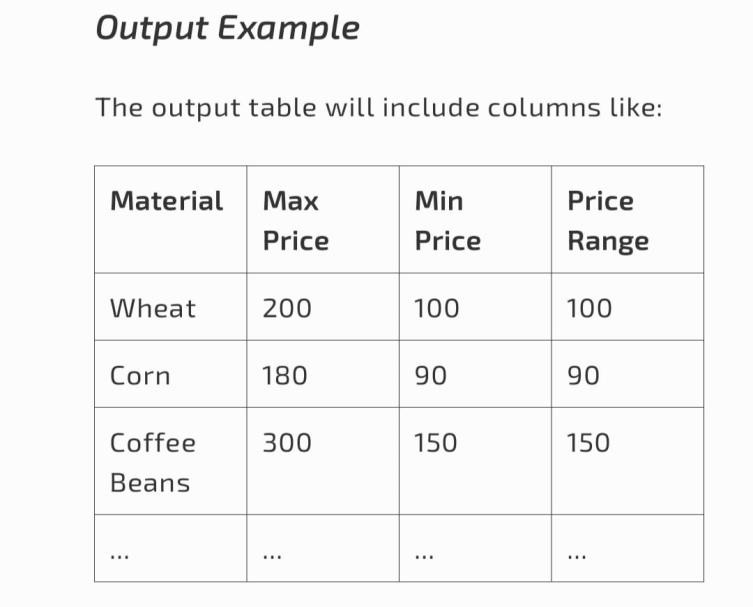 Output Example
The output table will include columns like:
Material Max Min Price
Price Price Range
Wheat 200 100 100
Corn 180 90 90
Coffee 300 150 150
Beans
... ... ... ...